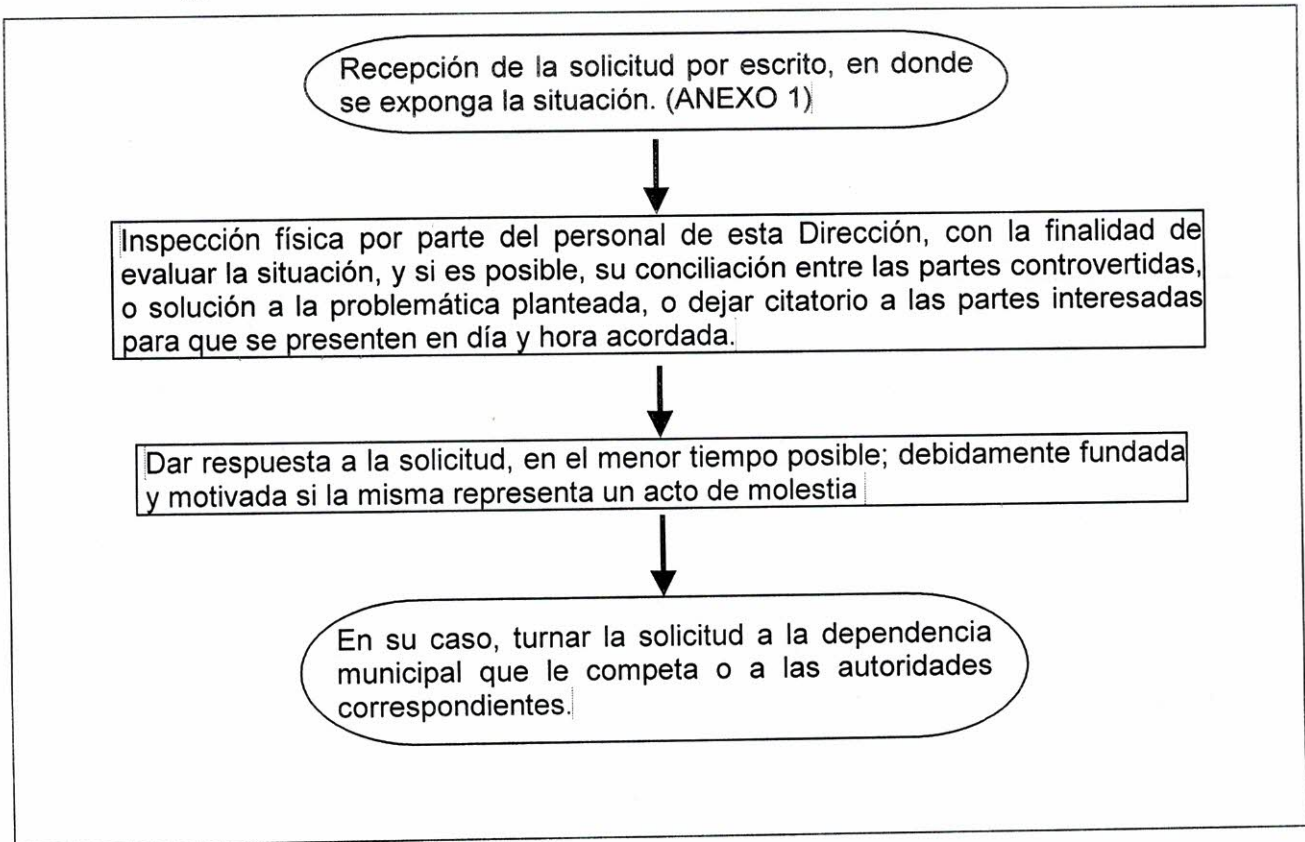 Recepción de la solicitud por escrito, en donde
se exponga la situación. (ANEXO 1)
Inspección física por parte del personal de esta Dirección, con la finalidad de
evaluar la situación, y si es posible, su conciliación entre las partes controvertidas,
o solución a la problemática planteada, o dejar citatorio a las partes interesadas
para que se presenten en día y hora acordada.
Dar respuesta a la solicitud, en el menor tiempo posible; debidamente fundada
y motivada si la misma representa un acto de molestia
En su caso, turnar la solicitud a la dependencia
municipal que le competa o a las autoridades
correspondientes.